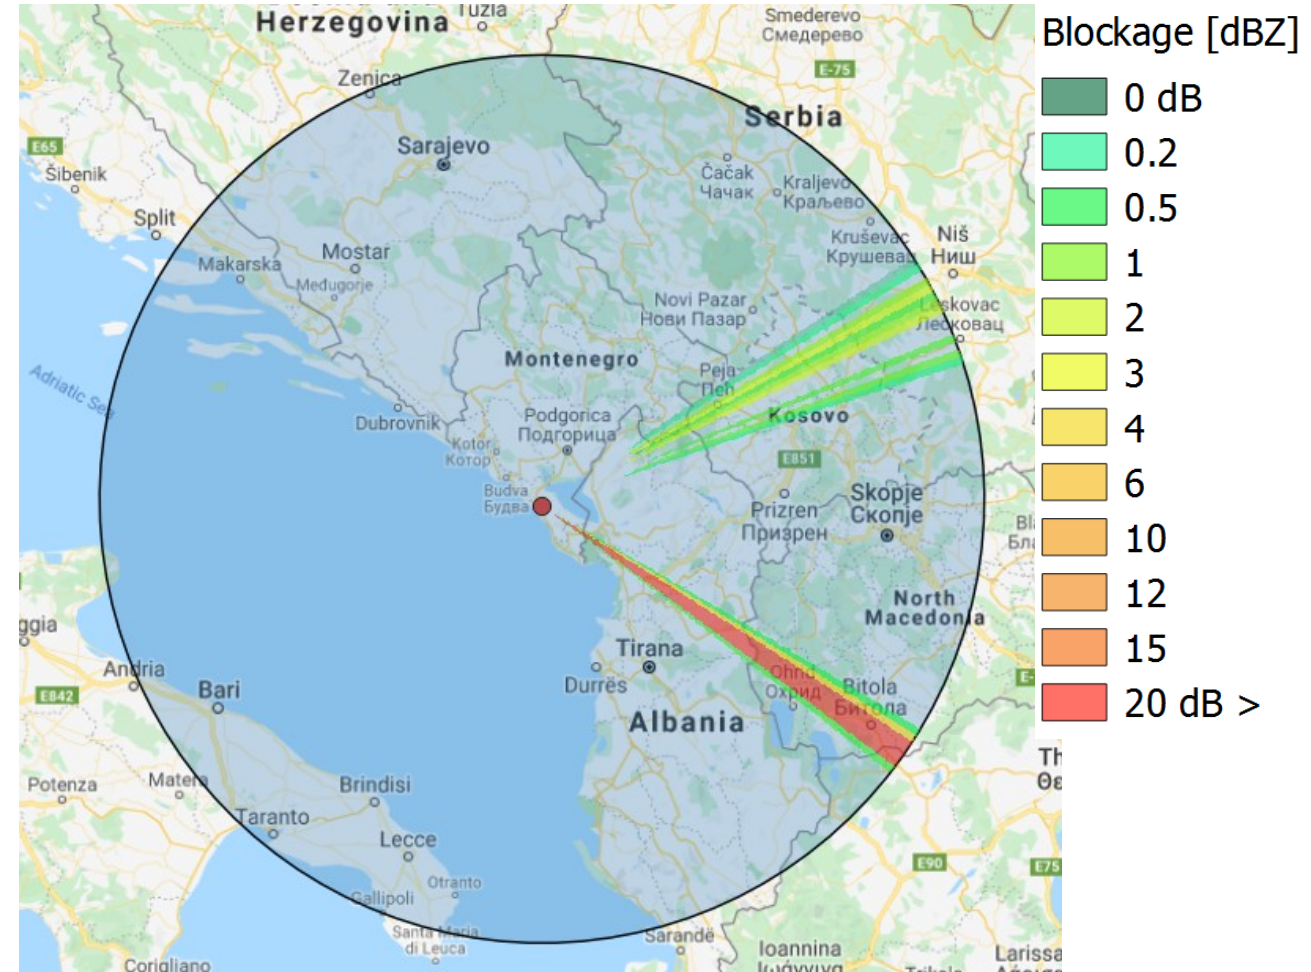 Blockage [dBZ]
0 dB
0.2
0.5
1
2
3
4
6
10
12
15
20 dB >
Herzegovina
Tuzla
Smederevo
Смедерево
E-75
Zenica
Serbia
E65
Sarajevo
Šibenik
Čačak
Чачак
Kraljevo
Краљево
Split
Kruševac
Крушевац
Niš
Ниш
Mostar
Makarska
Međugorje
Novi Pazar
Нови Пазар
Leskovac
Лесковац
Montenegro
Peja
Пећ
Adriatic Sea
Dubrovnik
Podgorica
Подгорица
Kosovo
Kotor
Котор
E851
Budva
Будва
Prizren
Призрен
Skopje
Скопје
North
Macedonia
ggia
Tirana
Durrës
Ohrid
Охрид
Bitola
Битола
Andria
E842
Bari
Albania
Potenza
Matera
Brindisi
Taranto
Lecce
Otranto
Gallipoli
Santa Maria
di Leuca
Sarandë
Ioannina
E90
E75
Larissa
Corigliano